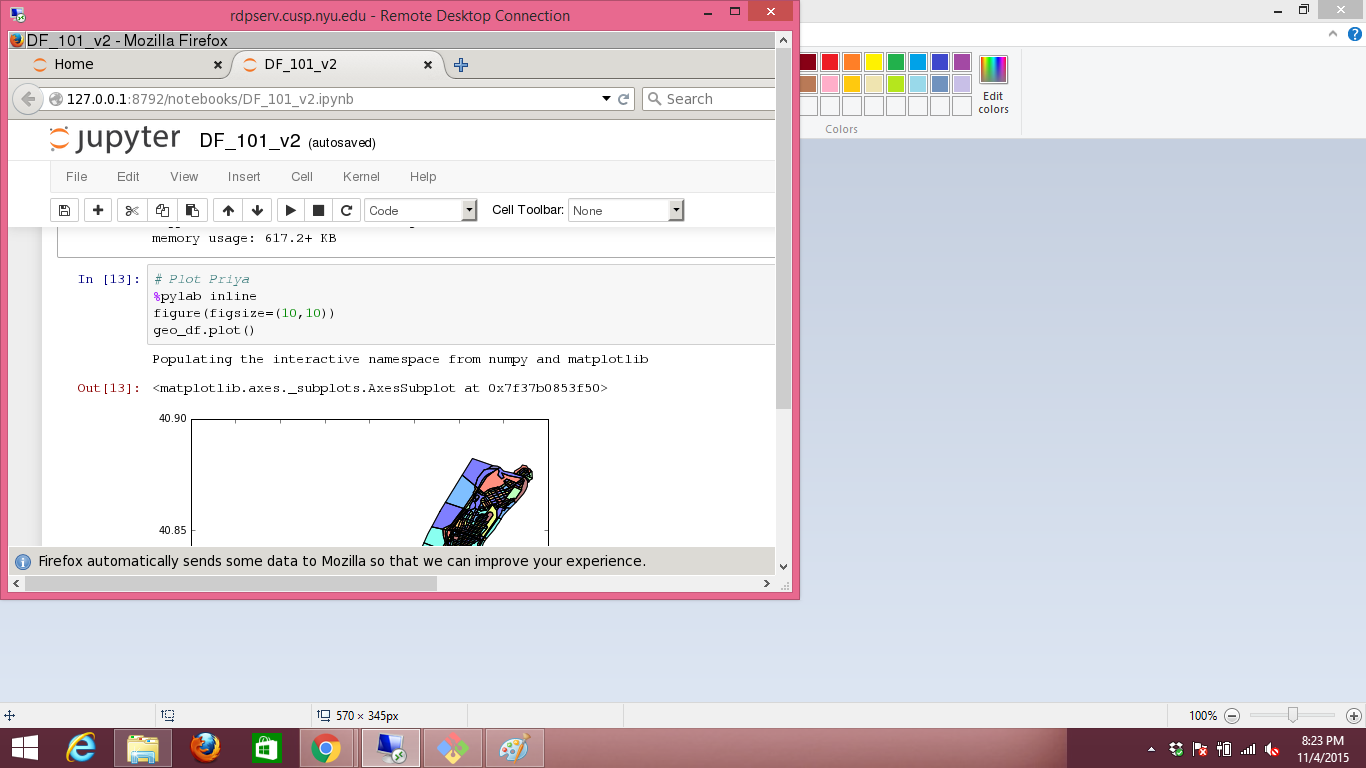 rdpserv.cusp.nyu.edu - Remote Desktop Connection
DF_101_v2 - Mozilla Firefox
Home
DF_101_v2
127.0.0.1:8792/notebooks/DF_101_v2.ipynb
Search
jupyter DF_101_v2 (autosaved)
File Edit View Insert Cell Kernel Help
Code Cell Toolbar: None
memory usage: 617.2+ KB
In [13]: # Plot Priya
%pylab inline
figure(figsize=(10,10))
geo_df.plot()
Populating the interactive namespace from numpy and matplotlib
Out[13]: <matplotlib.axes._subplots.AxesSubplot at 0x7f37b0853f50>
40.90
40.85
Firefox automatically sends some data to Mozilla so that we can improve your experience.
Edit
colors
Colors
570 × 345px
100%
8:23 PM
11/4/2015